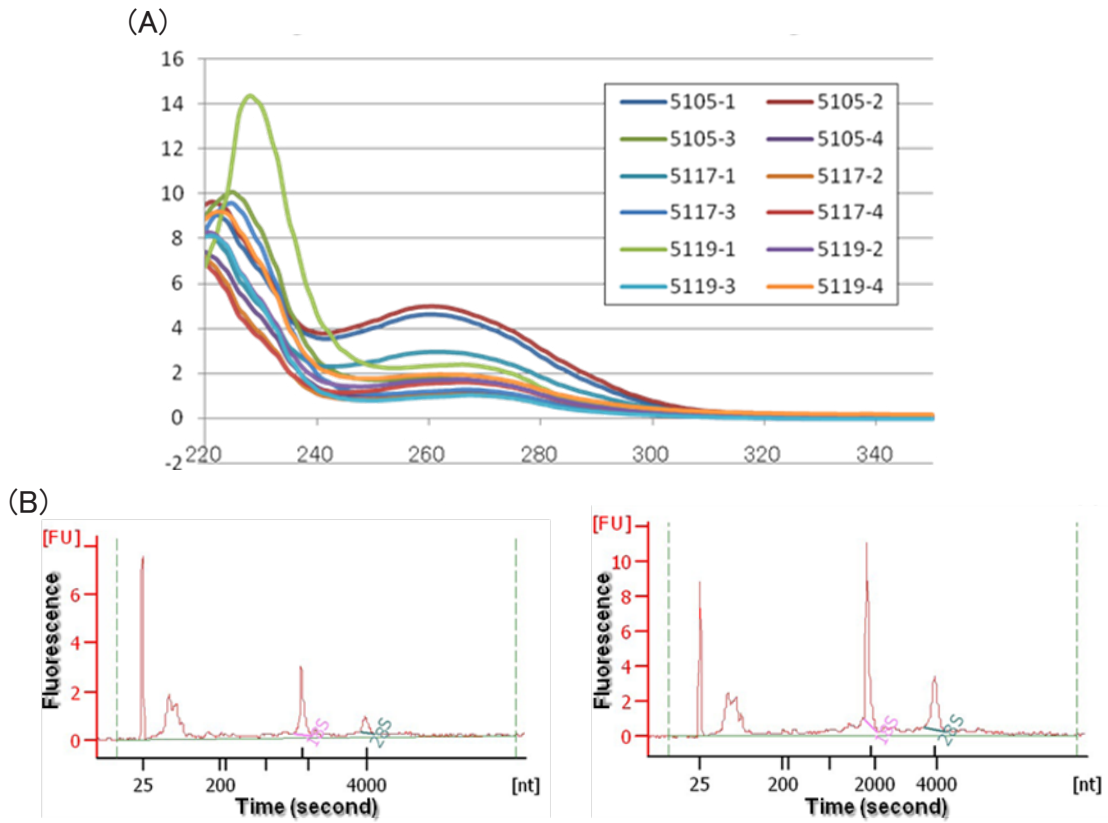 (A)
16
14
12
10
8
6
4
2
0
-2
220 240 260 280 300 320 340
5105-1 5105-2
5105-3 5105-4
5117-1 5117-2
5117-3 5117-4
5119-1 5119-2
5119-3 5119-4
(B)
[FU]
6
4
2
0
Fluorescence
28S
25 200 4000 [nt]
Time (second)
[FU]
10
8
6
4
2
0
Fluorescence
28S
25 200 2000 4000 [nt]
Time (second)